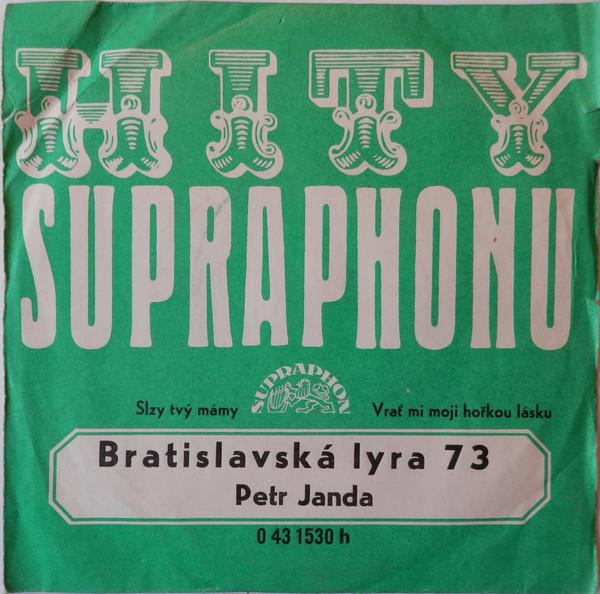 HITY
SUPRAPHONU
SUPRAPHON
Slzy tvý mámy
Vrať mi moji hořkou lásku
Bratislavská lyra 73
Petr Janda
0 43 1530 h